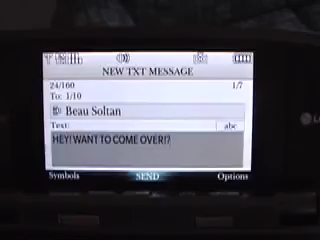 NEW TXT MESSAGE
24/160 1/7
To: 1/10
Beau Soltan
Text: abc
HEY! WANT TO COME OVER!?
Symbols SEND Options